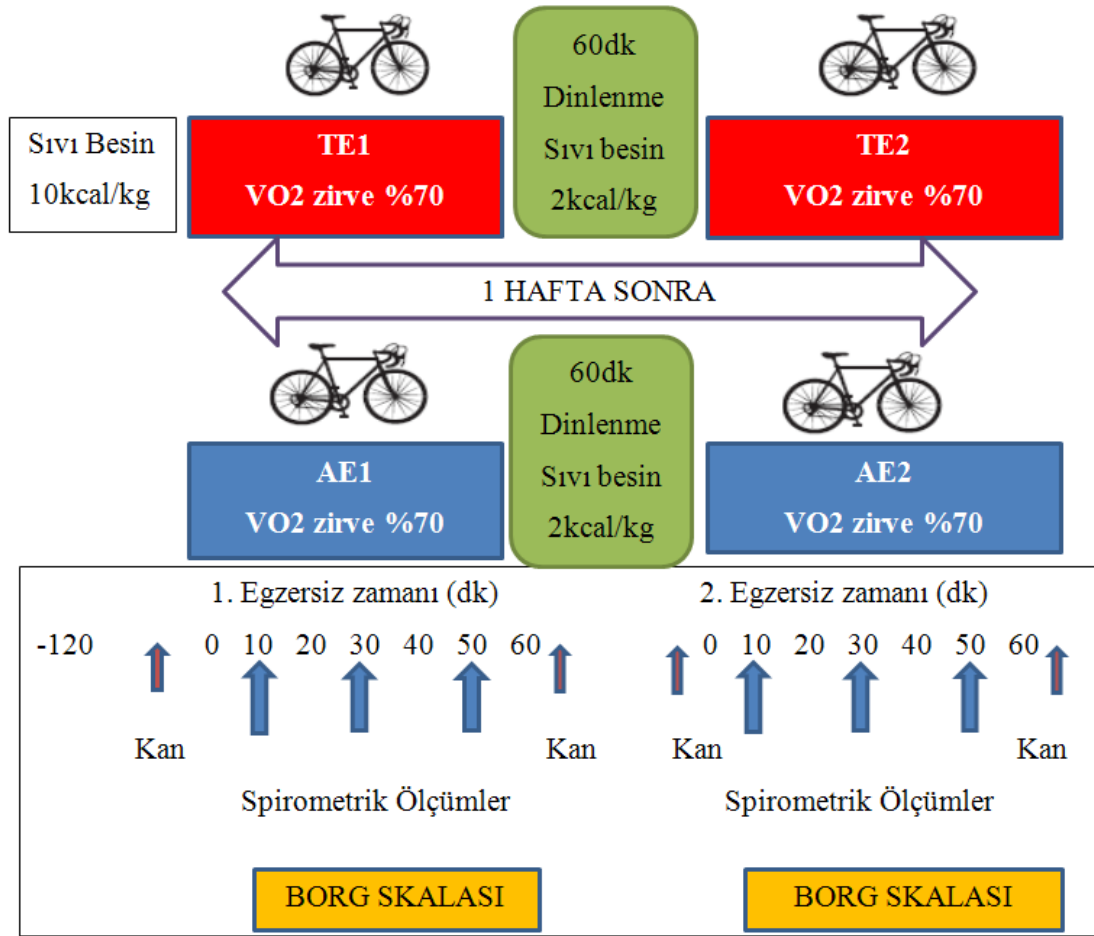 60dk
Dinlenme
Sıvı besin
2kcal/kg
Sıvı Besin
10kcal/kg
TE1
VO2 zirve %70
TE2
VO2 zirve %70
1 HAFTA SONRA
60dk
Dinlenme
Sıvı besin
2kcal/kg
AE1
VO2 zirve %70
AE2
VO2 zirve %70
1. Egzersiz zamanı (dk)
2. Egzersiz zamanı (dk)
-120 0 10 20 30 40 50 60 0 10 20 30 40 50 60
Kan Kan Kan Kan
Spirometrik Ölçümler
Spirometrik Ölçümler
BORG SKALASI
BORG SKALASI